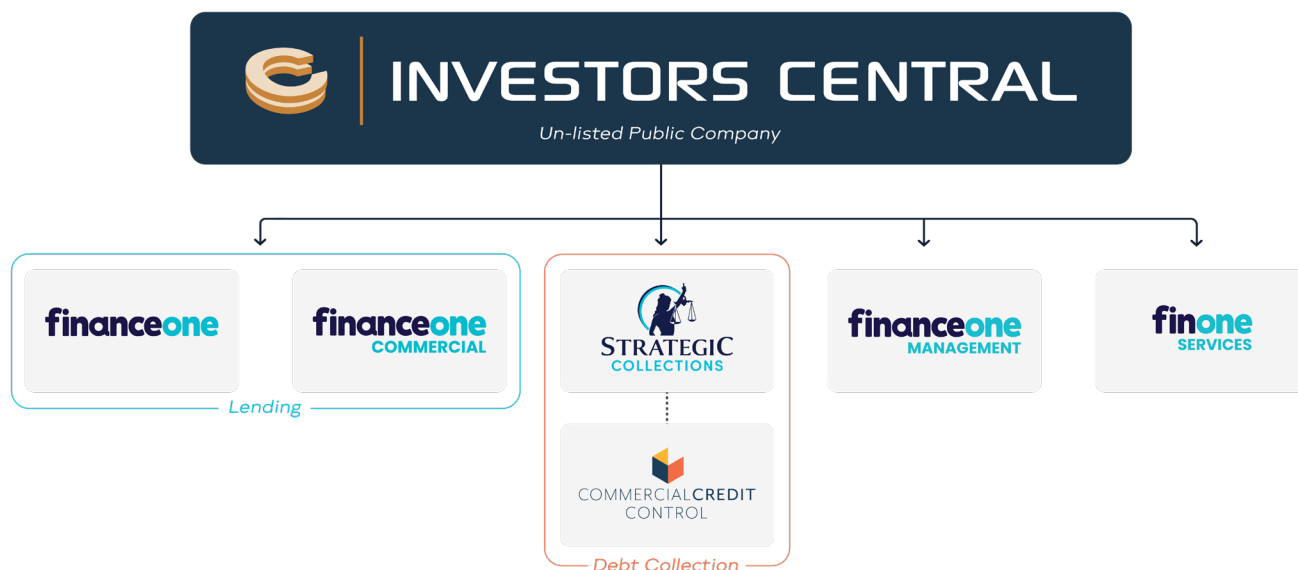 INVESTORS CENTRAL
Un-listed Public Company
financeone
financeone
COMMERCIAL
Lending
STRATEGIC
COLLECTIONS
COMMERCIALCREDIT
CONTROL
Debt Collection
financeone
MANAGEMENT
finone
SERVICES